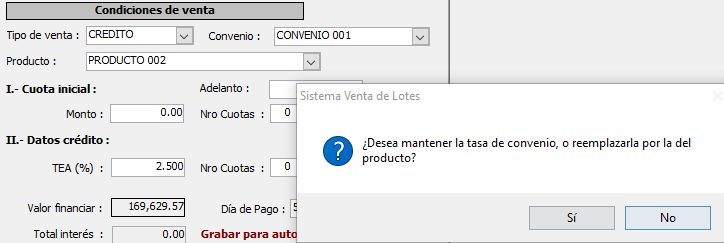 Condiciones de venta
Tipo de venta : CREDITO Convenio : CONVENIO 001
Producto : PRODUCTO 002
I.- Cuota inicial : Adelanto :
Monto : 0.00 Nro Cuotas : 0
Sistema Venta de Lotes
¿Desea mantener la tasa de convenio, o reemplazarla por la del
producto?
II.- Datos crédito :
TEA (%) : 2.500 Nro Cuotas : 0
Sí No
Valor financiar : 169,629.57 Día de Pago :
Total interés : 0.00 Grabar para auto